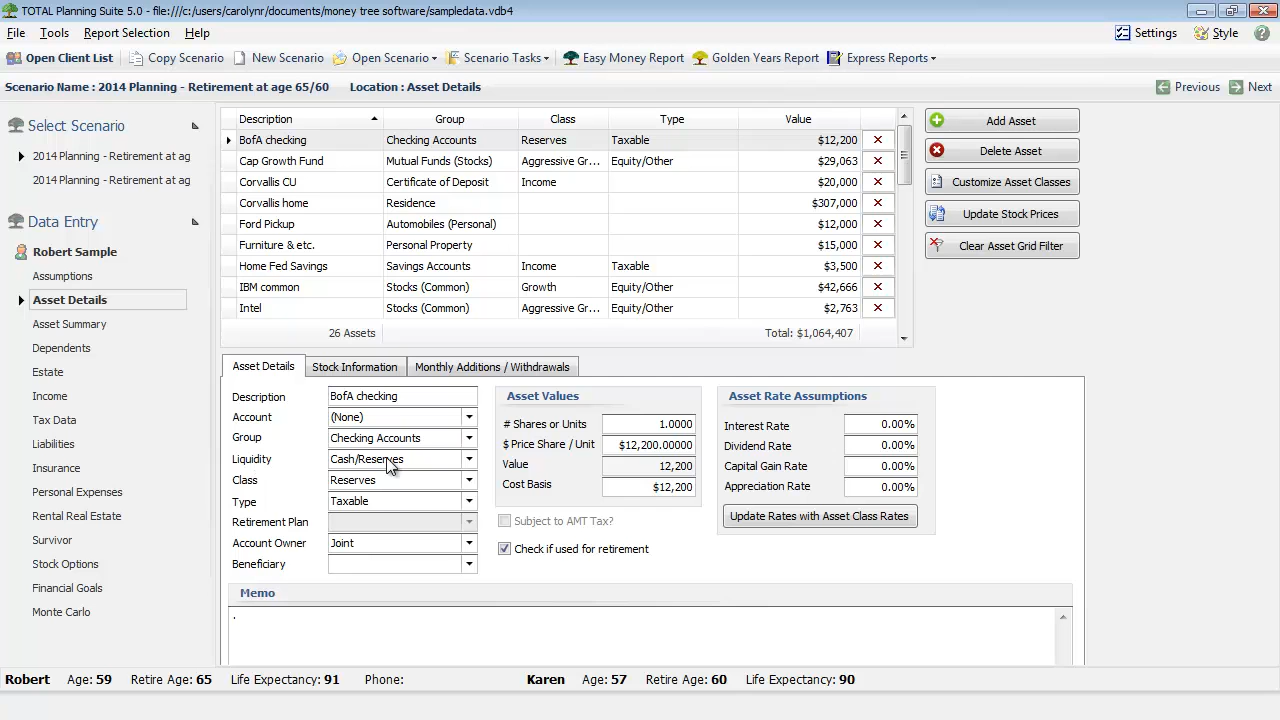 TOTAL Planning Suite 5.0 - file:///c:/users/carolynr/documents/money tree software/sampledata.vdb4
File Tools Report Selection Help Settings Style
Open Client List Copy Scenario New Scenario Open Scenario Scenario Tasks Easy Money Report Golden Years Report Express Reports
Scenario Name : 2014 Planning - Retirement at age 65/60 Location : Asset Details Previous Next
Select Scenario
2014 Planning - Retirement at ag
2014 Planning - Retirement at ag
Data Entry
Robert Sample
Assumptions
Asset Details
Asset Summary
Dependents
Estate
Income
Tax Data
Liabilities
Insurance
Personal Expenses
Rental Real Estate
Survivor
Stock Options
Financial Goals
Monte Carlo
Description Group Class Type Value
BofA checking Checking Accounts Reserves Taxable $12,200
Cap Growth Fund Mutual Funds (Stocks) Aggressive Gr... Equity/Other $29,063
Corvallis CU Certificate of Deposit Income $20,000
Corvallis home Residence $307,000
Ford Pickup Automobiles (Personal) $12,000
Furniture & etc. Personal Property $15,000
Home Fed Savings Savings Accounts Income Taxable $3,500
IBM common Stocks (Common) Growth Equity/Other $42,666
Intel Stocks (Common) Aggressive Gr... Equity/Other $2,763
26 Assets Total: $1,064,407
Add Asset
Delete Asset
Customize Asset Classes
Update Stock Prices
Clear Asset Grid Filter
Asset Details Stock Information Monthly Additions / Withdrawals
Description BofA checking
Account (None)
Group Checking Accounts
Liquidity Cash/Reserves
Class Reserves
Type Taxable
Retirement Plan
Account Owner Joint
Beneficiary
Asset Values
# Shares or Units 1.0000
$ Price Share / Unit $12,200.00000
Value 12,200
Cost Basis $12,200
Subject to AMT Tax?
Check if used for retirement
Asset Rate Assumptions
Interest Rate 0.00%
Dividend Rate 0.00%
Capital Gain Rate 0.00%
Appreciation Rate 0.00%
Update Rates with Asset Class Rates
Memo
.
Robert Age: 59 Retire Age: 65 Life Expectancy: 91 Phone: Karen Age: 57 Retire Age: 60 Life Expectancy: 90